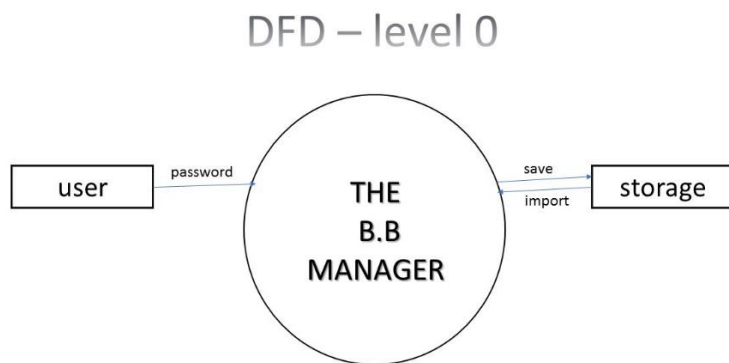 DFD – level 0
user
password
THE
B.B
MANAGER
save
import
storage